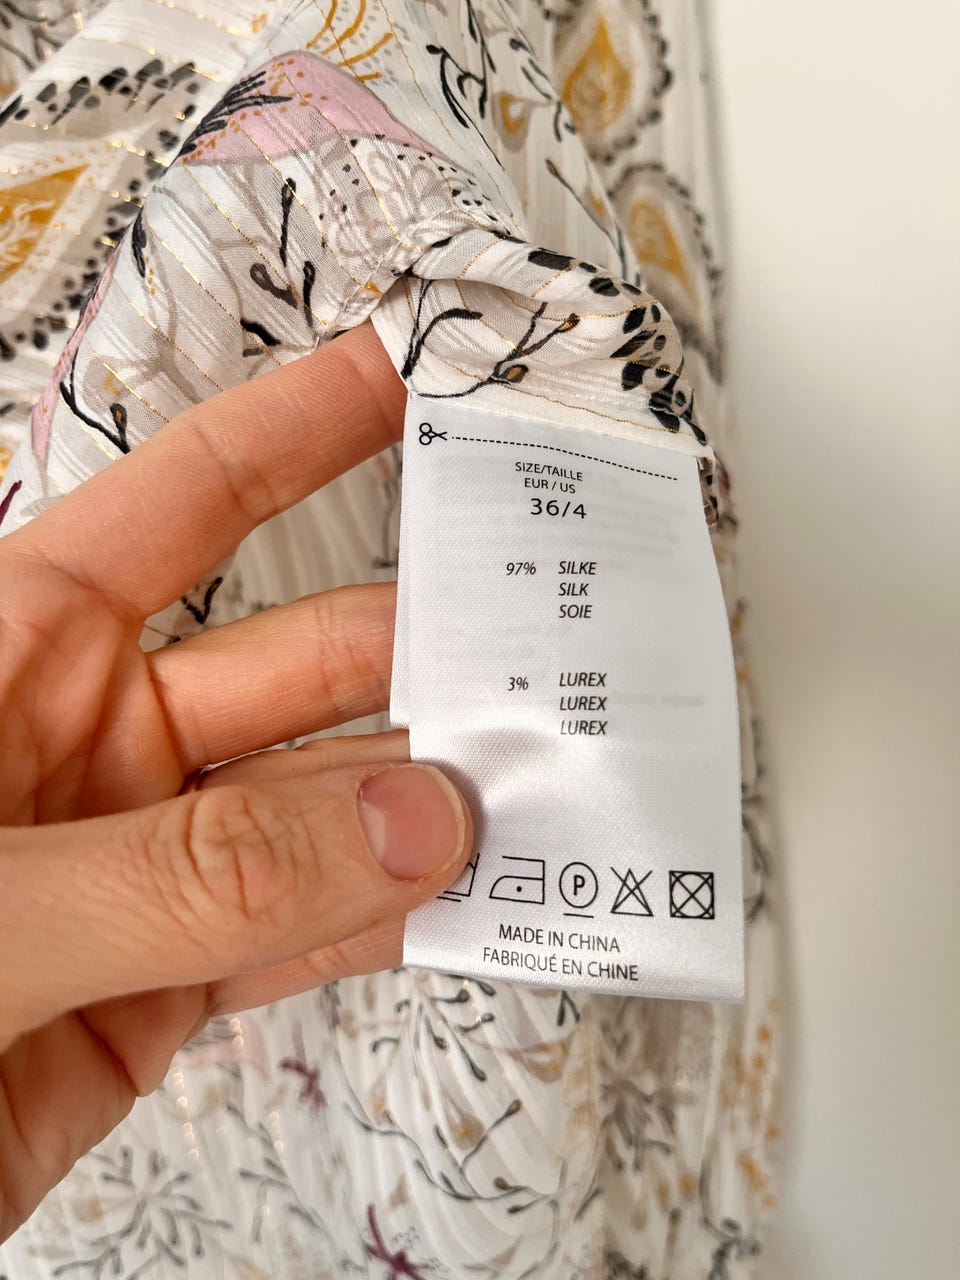 SIZE/TAILLE
EUR / US
36/4
97% SILKE
SILK
SOIE
3% LUREX
LUREX
LUREX
P
MADE IN CHINA
FABRIQUÉ EN CHINE